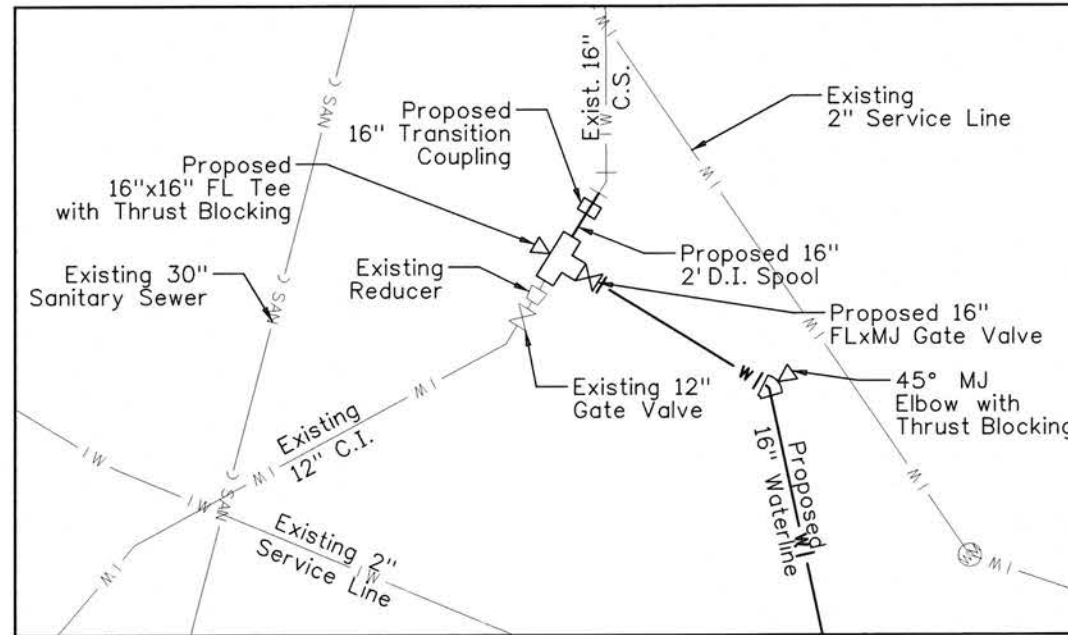 Exist. 16"
C.S.
Existing
2" Service Line
Proposed
16" Transition
Coupling
Proposed
16"x16" FL Tee
with Thrust Blocking
Existing 30"
Sanitary Sewer
Existing
Reducer
Proposed 16"
2' D.I. Spool
Proposed 16"
FLxMJ Gate Valve
Existing 12"
Gate Valve
45° MJ
Elbow with
Thrust Blocking
Existing
12" C.I.
Proposed
16" Waterline
Existing 2"
Service Line
SAN
SAN
SAN
W
W
W
W
W
W
W
W
W
W
W
W
W
W